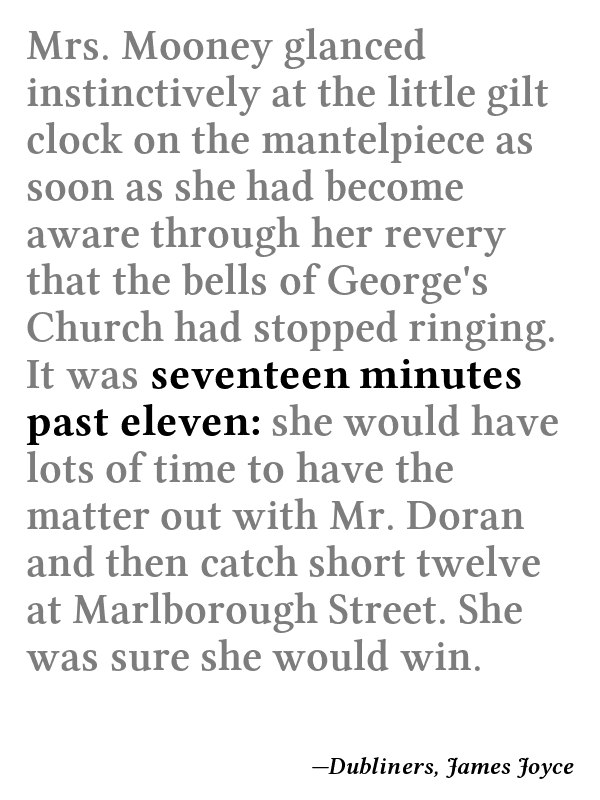 Mrs. Mooney glanced
instinctively at the little gilt
clock on the mantelpiece as
soon as she had become
aware through her revery
that the bells of George's
Church had stopped ringing.
It was seventeen minutes
past eleven: she would have
lots of time to have the
matter out with Mr. Doran
and then catch short twelve
at Marlborough Street. She
was sure she would win.
—Dubliners, James Joyce